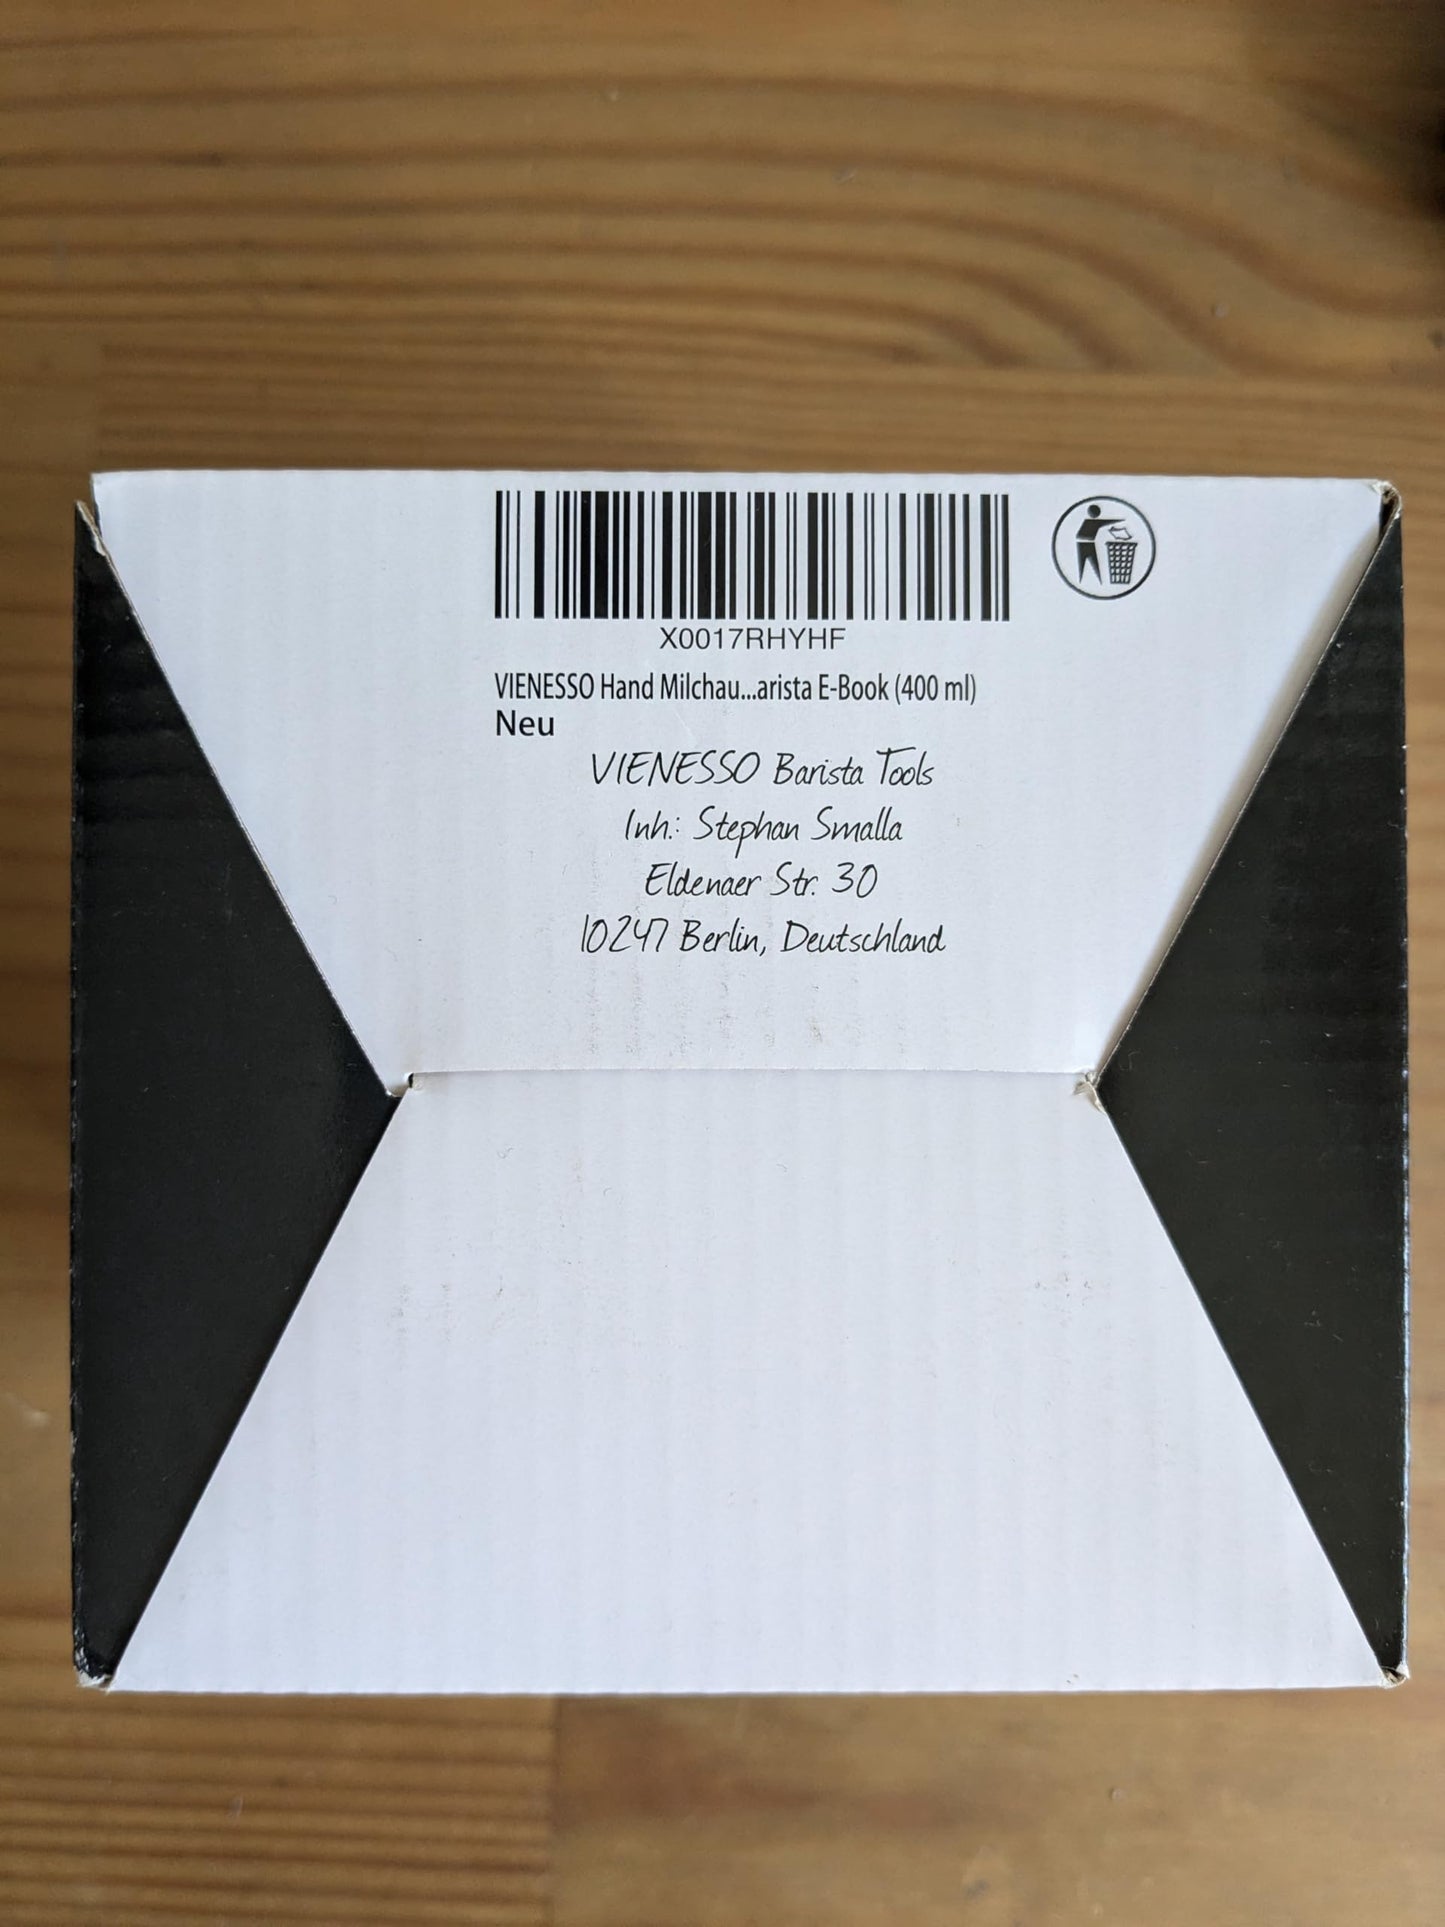 X0017RHYHF
VIENESSO Hand Milchau...arista E-Book (400 ml)
Neu
VIENESSO Barista Tools
Inh.: Stephan Smalla
Eldenaer Str. 30
10247 Berlin, Deutschland